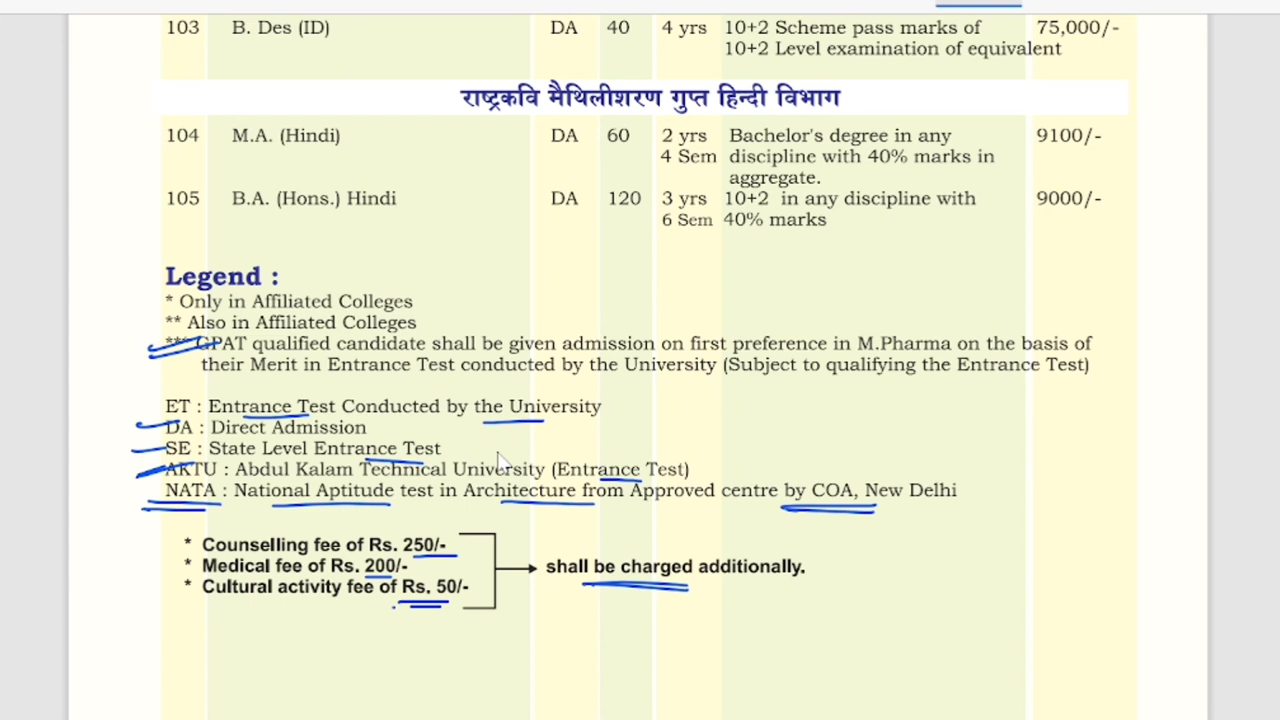 103 B. Des (ID) DA 40 4 yrs 10+2 Scheme pass marks of 75,000/-
10+2 Level examination of equivalent
राष्ट्रकवि मैथिलीशरण गुप्त हिन्दी विभाग
104 M.A. (Hindi) DA 60 2 yrs Bachelor's degree in any 9100/-
4 Sem discipline with 40% marks in
aggregate.
105 B.A. (Hons.) Hindi DA 120 3 yrs 10+2 in any discipline with 9000/-
6 Sem 40% marks
Legend :
* Only in Affiliated Colleges
** Also in Affiliated Colleges
*** GPAT qualified candidate shall be given admission on first preference in M.Pharma on the basis of
their Merit in Entrance Test conducted by the University (Subject to qualifying the Entrance Test)
ET : Entrance Test Conducted by the University
DA : Direct Admission
SE : State Level Entrance Test
AKTU : Abdul Kalam Technical University (Entrance Test)
NATA : National Aptitude test in Architecture from Approved centre by COA, New Delhi
* Counselling fee of Rs. 250/-
* Medical fee of Rs. 200/- shall be charged additionally.
* Cultural activity fee of Rs. 50/-